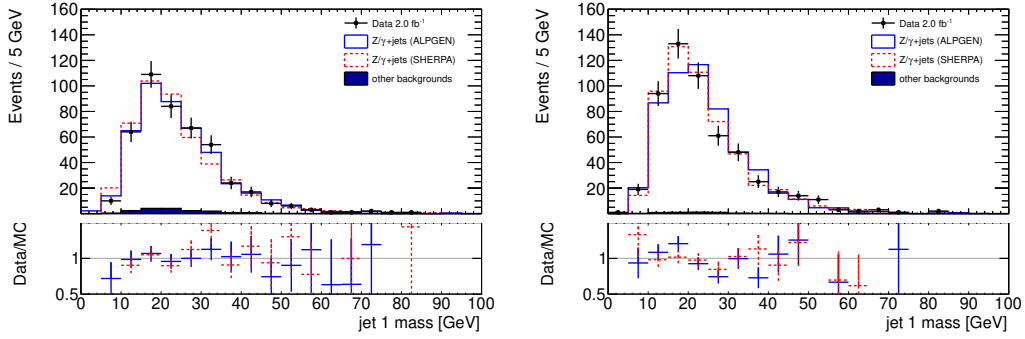 Events / 5 GeV
160
140
120
100
80
60
40
20
Data 2.0 fb⁻¹
Z/γ+jets (ALPGEN)
Z/γ+jets (SHERPA)
other backgrounds
Data/MC
1
0.5
0 10 20 30 40 50 60 70 80 90 100
jet 1 mass [GeV]
Events / 5 GeV
160
140
120
100
80
60
40
20
Data 2.0 fb⁻¹
Z/γ+jets (ALPGEN)
Z/γ+jets (SHERPA)
other backgrounds
Data/MC
1
0.5
0 10 20 30 40 50 60 70 80 90 100
jet 1 mass [GeV]